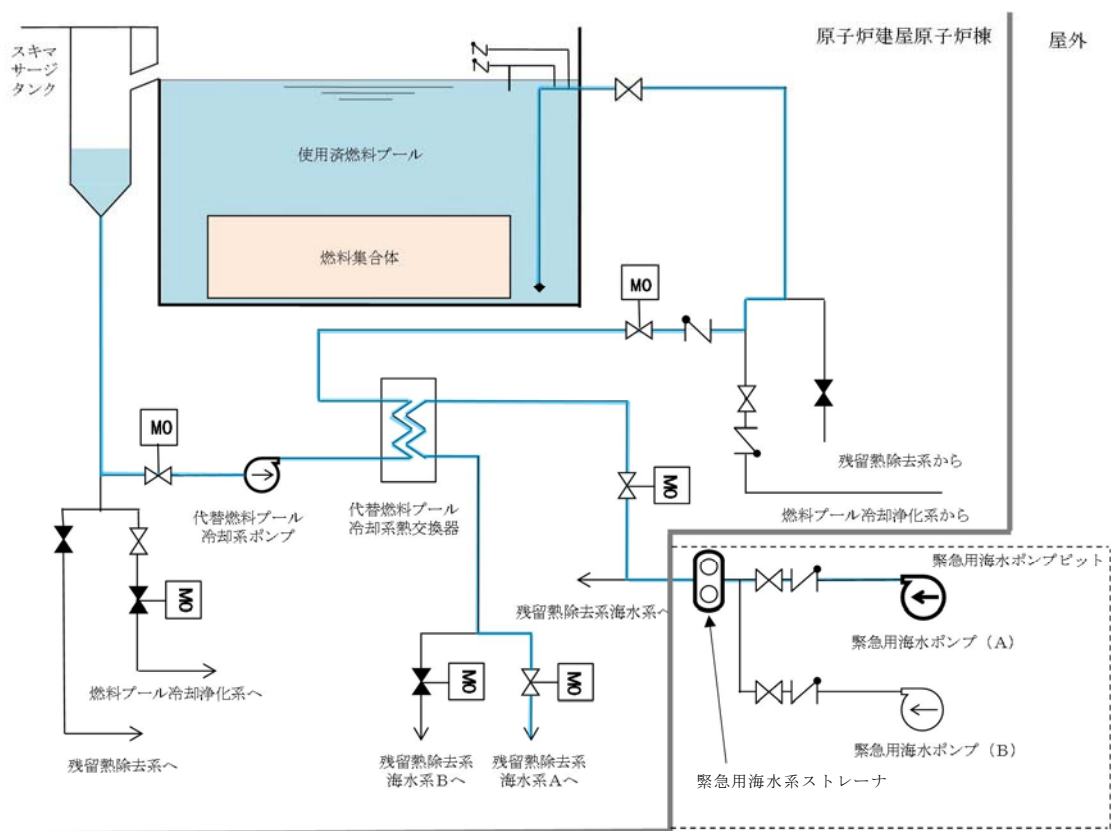 原子炉建屋原子炉棟
屋外
スキマ
サージ
タンク
使用済燃料プール
燃料集合体
MO
MO
代替燃料プール
冷却系ポンプ
代替燃料プール
冷却系熱交換器
MO
残留熱除去系から
燃料プール冷却浄化系から
緊急用海水ポンプピット
残留熱除去系海水系へ
緊急用海水ポンプ（A）
MO
燃料プール冷却浄化系へ
MO
MO
残留熱除去系へ
残留熱除去系
海水系Bへ
残留熱除去系
海水系Aへ
緊急用海水ポンプ（B）
緊急用海水系ストレーナ